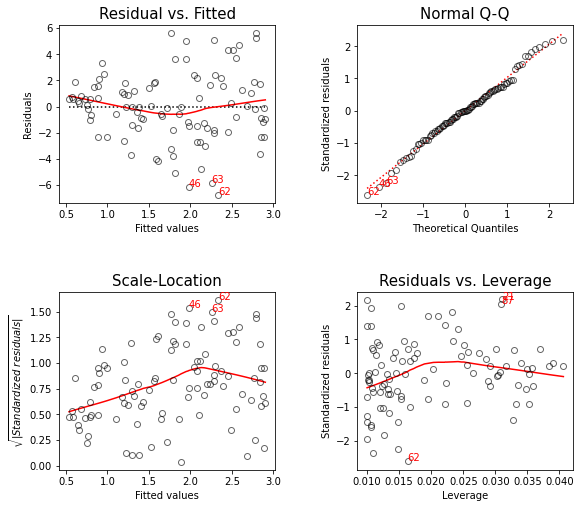 Residual vs. Fitted
Residuals
6
4
2
0
−2
−4
−6
46
63
62
0.5 1.0 1.5 2.0 2.5 3.0
Fitted values
Normal Q-Q
Standardized residuals
2
1
0
−1
−2
62
46
63
−2 −1 0 1 2
Theoretical Quantiles
Scale-Location
√|Standardized residuals|
1.50
1.25
1.00
0.75
0.50
0.25
0.00
62
46
63
0.5 1.0 1.5 2.0 2.5 3.0
Fitted values
Residuals vs. Leverage
Standardized residuals
2
1
0
−1
−2
62
0.010 0.015 0.020 0.025 0.030 0.035 0.040
Leverage